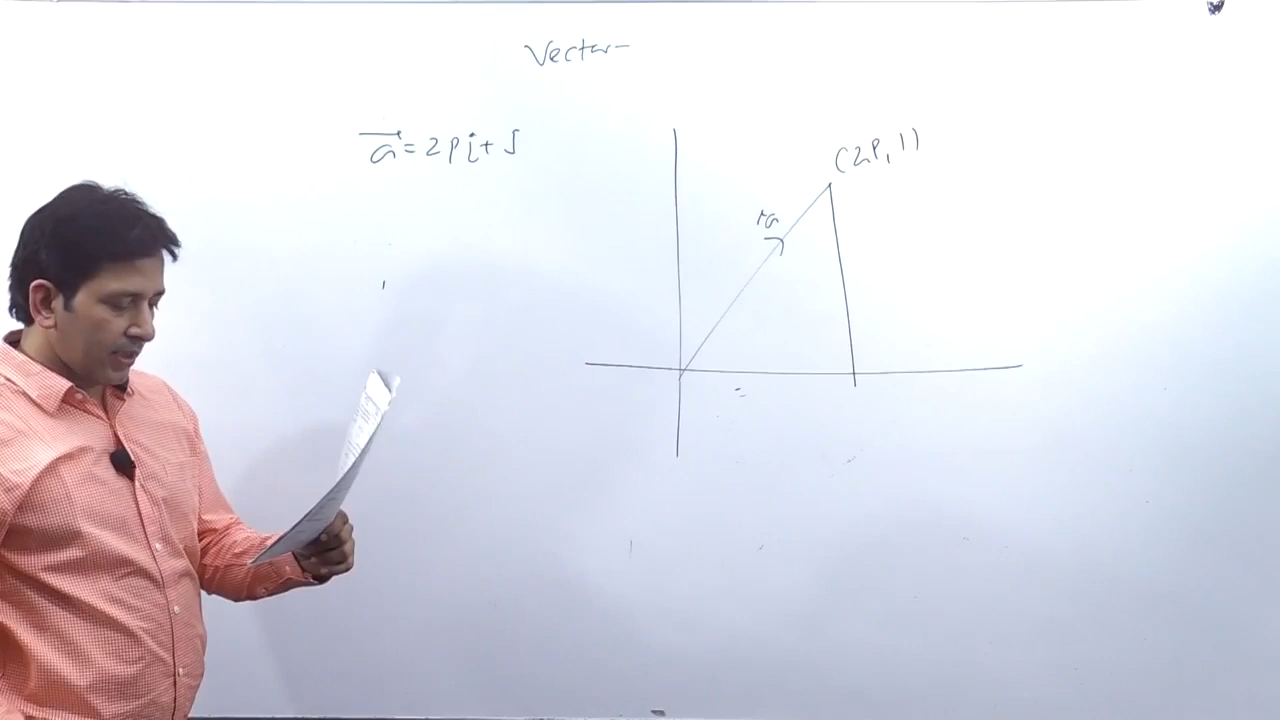 Vector
a⃗ = 2pi + j
(2p, 1)
a